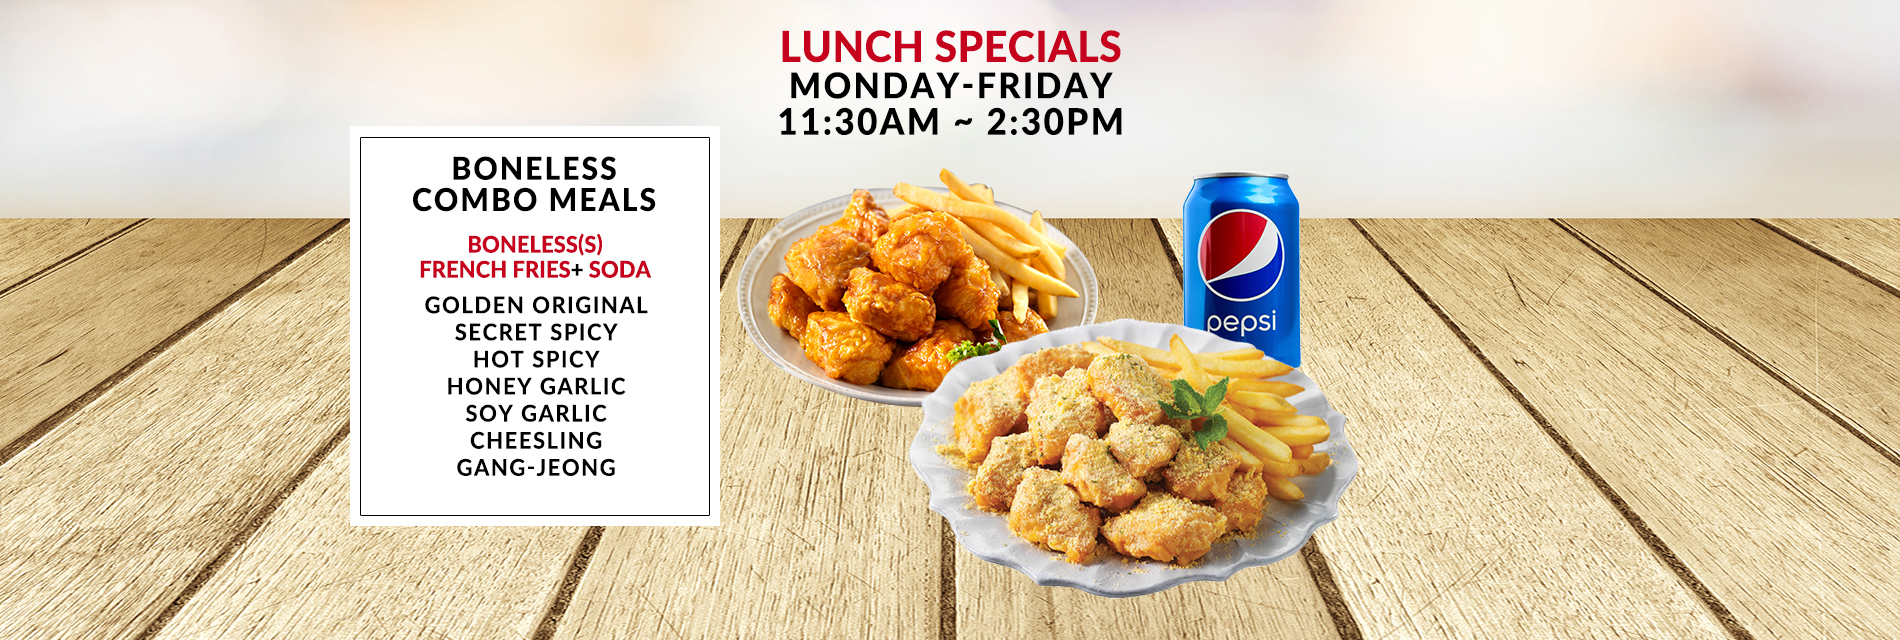 LUNCH SPECIALS
MONDAY-FRIDAY
11:30AM ~ 2:30PM
BONELESS
COMBO MEALS
BONELESS(S)
FRENCH FRIES+ SODA
GOLDEN ORIGINAL
SECRET SPICY
HOT SPICY
HONEY GARLIC
SOY GARLIC
CHEESLING
GANG-JEONG
pepsi